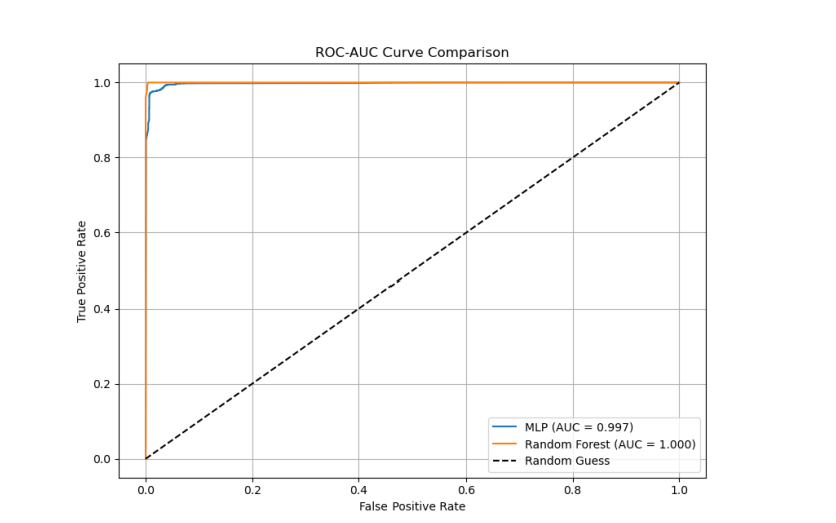 ROC-AUC Curve Comparison
True Positive Rate
1.0
0.8
0.6
0.4
0.2
0.0
MLP (AUC = 0.997)
Random Forest (AUC = 1.000)
Random Guess
0.0 0.2 0.4 0.6 0.8 1.0
False Positive Rate